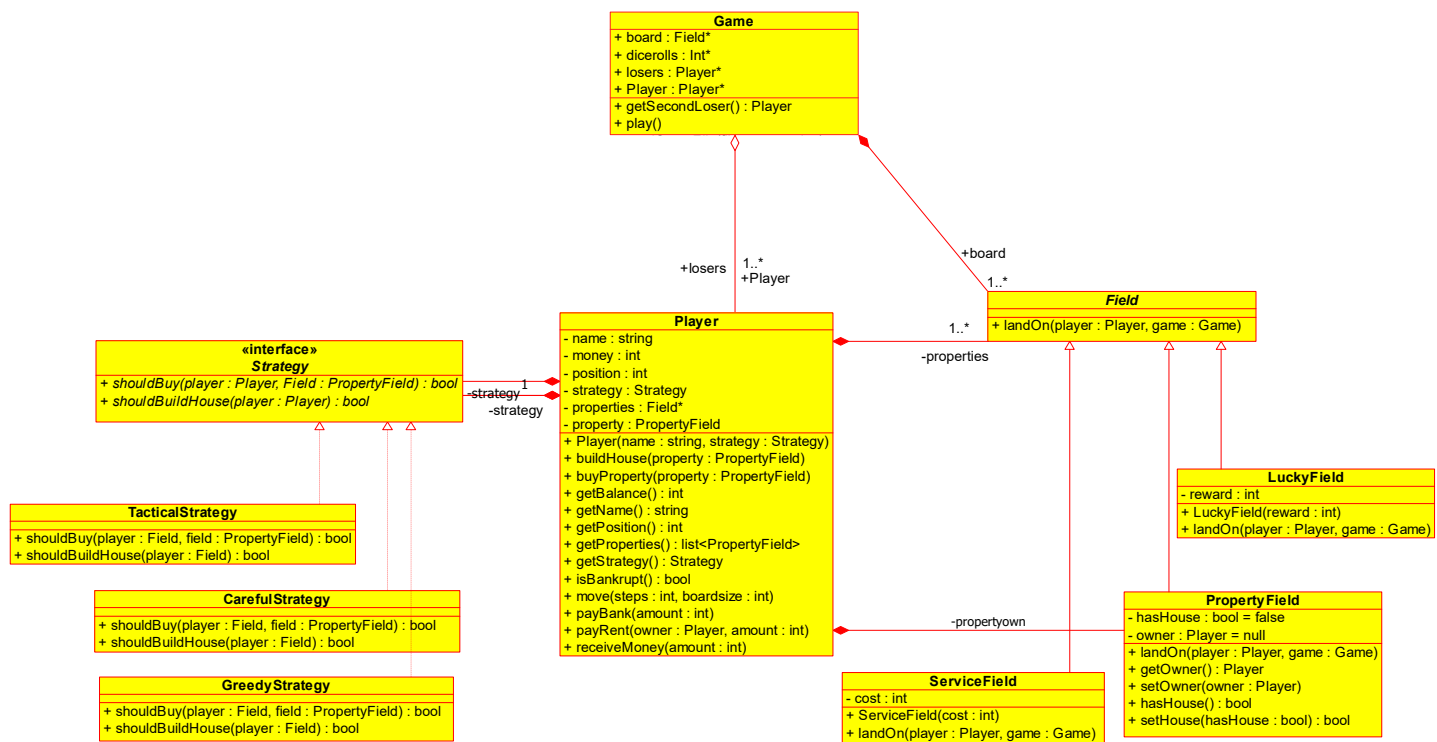 Game
+ board : Field*
+ dicerolls : Int*
+ losers : Player*
+ Player : Player*
+ getSecondLoser() : Player
+ play()
+losers
1..*
+Player
+board
1..*
Field
+ landOn(player : Player, game : Game)
«interface»
Strategy
+ shouldBuy(player : Player, Field : PropertyField) : bool
+ shouldBuildHouse(player : Player) : bool
1
-strategy
-strategy
Player
- name : string
- money : int
- position : int
- strategy : Strategy
- properties : Field*
- property : PropertyField
+ Player(name : string, strategy : Strategy)
+ buildHouse(property : PropertyField)
+ buyProperty(property : PropertyField)
+ getBalance() : int
+ getName() : string
+ getPosition() : int
+ getProperties() : list<PropertyField>
+ getStrategy() : Strategy
+ isBankrupt() : bool
+ move(steps : int, boardsize : int)
+ payBank(amount : int)
+ payRent(owner : Player, amount : int)
+ receiveMoney(amount : int)
1..*
-properties
-propertyown
TacticalStrategy
+ shouldBuy(player : Field, field : PropertyField) : bool
+ shouldBuildHouse(player : Field) : bool
CarefulStrategy
+ shouldBuy(player : Field, field : PropertyField) : bool
+ shouldBuildHouse(player : Field) : bool
GreedyStrategy
+ shouldBuy(player : Field, field : PropertyField) : bool
+ shouldBuildHouse(player : Field) : bool
LuckyField
- reward : int
+ LuckyField(reward : int)
+ landOn(player : Player, game : Game)
PropertyField
- hasHouse : bool = false
- owner : Player = null
+ landOn(player : Player, game : Game)
+ getOwner() : Player
+ setOwner(owner : Player)
+ hasHouse() : bool
+ setHouse(hasHouse : bool) : bool
ServiceField
- cost : int
+ ServiceField(cost : int)
+ landOn(player : Player, game : Game)